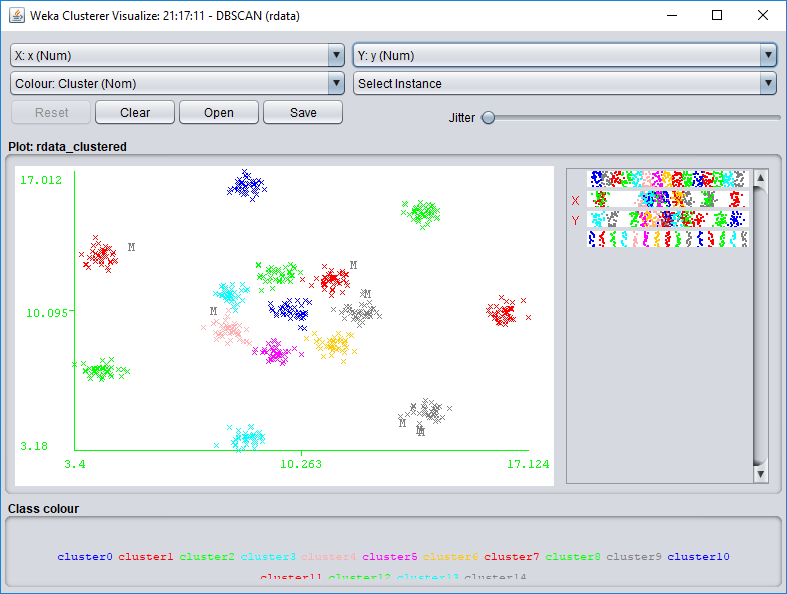 Weka Clusterer Visualize: 21:17:11 - DBSCAN (rdata)
X: x (Num) Y: y (Num)
Colour: Cluster (Nom) Select Instance
Reset Clear Open Save Jitter
Plot: rdata_clustered
17.012
M
M
M
X
Y
10.095
M
M
M
3.18
3.4 10.263 17.124
Class colour
cluster0 cluster1 cluster2 cluster3 cluster4 cluster5 cluster6 cluster7 cluster8 cluster9 cluster10
cluster11 cluster12 cluster13 cluster14